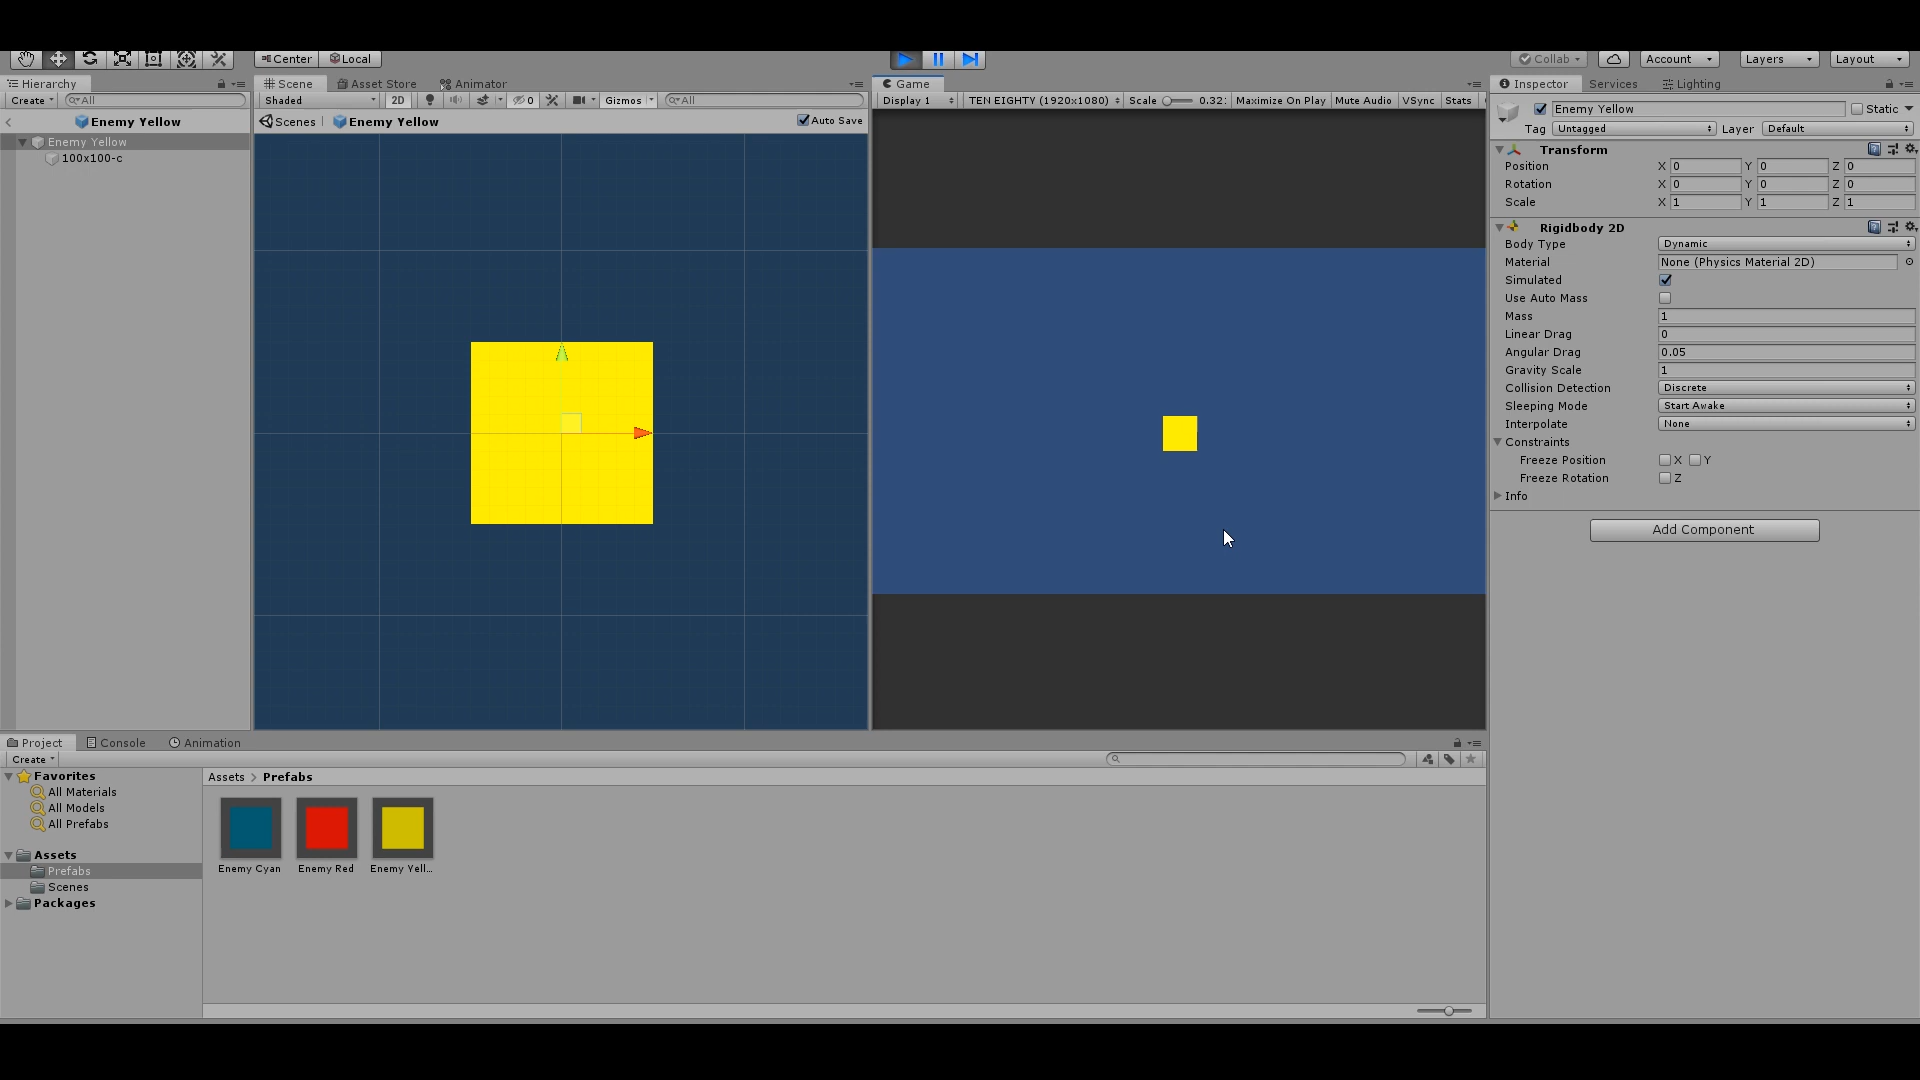 Center Local
Collab Account Layers Layout
Hierarchy
Create All
Enemy Yellow
Enemy Yellow
100x100-c
Scene Asset Store Animator
Shaded 2D 0 Gizmos All
Scenes Enemy Yellow Auto Save
Game
Display 1 TEN EIGHTY (1920x1080) Scale 0.32 Maximize On Play Mute Audio VSync Stats
Inspector Services Lighting
Enemy Yellow Static
Tag Untagged Layer Default
Transform
Position X 0 Y 0 Z 0
Rotation X 0 Y 0 Z 0
Scale X 1 Y 1 Z 1
Rigidbody 2D
Body Type Dynamic
Material None (Physics Material 2D)
Simulated
Use Auto Mass
Mass 1
Linear Drag 0
Angular Drag 0.05
Gravity Scale 1
Collision Detection Discrete
Sleeping Mode Start Awake
Interpolate None
Constraints
Freeze Position X Y
Freeze Rotation Z
Info
Add Component
Project Console Animation
Create
Favorites
All Materials
All Models
All Prefabs
Assets
Prefabs
Scenes
Packages
Assets > Prefabs
Enemy Cyan Enemy Red Enemy Yell...